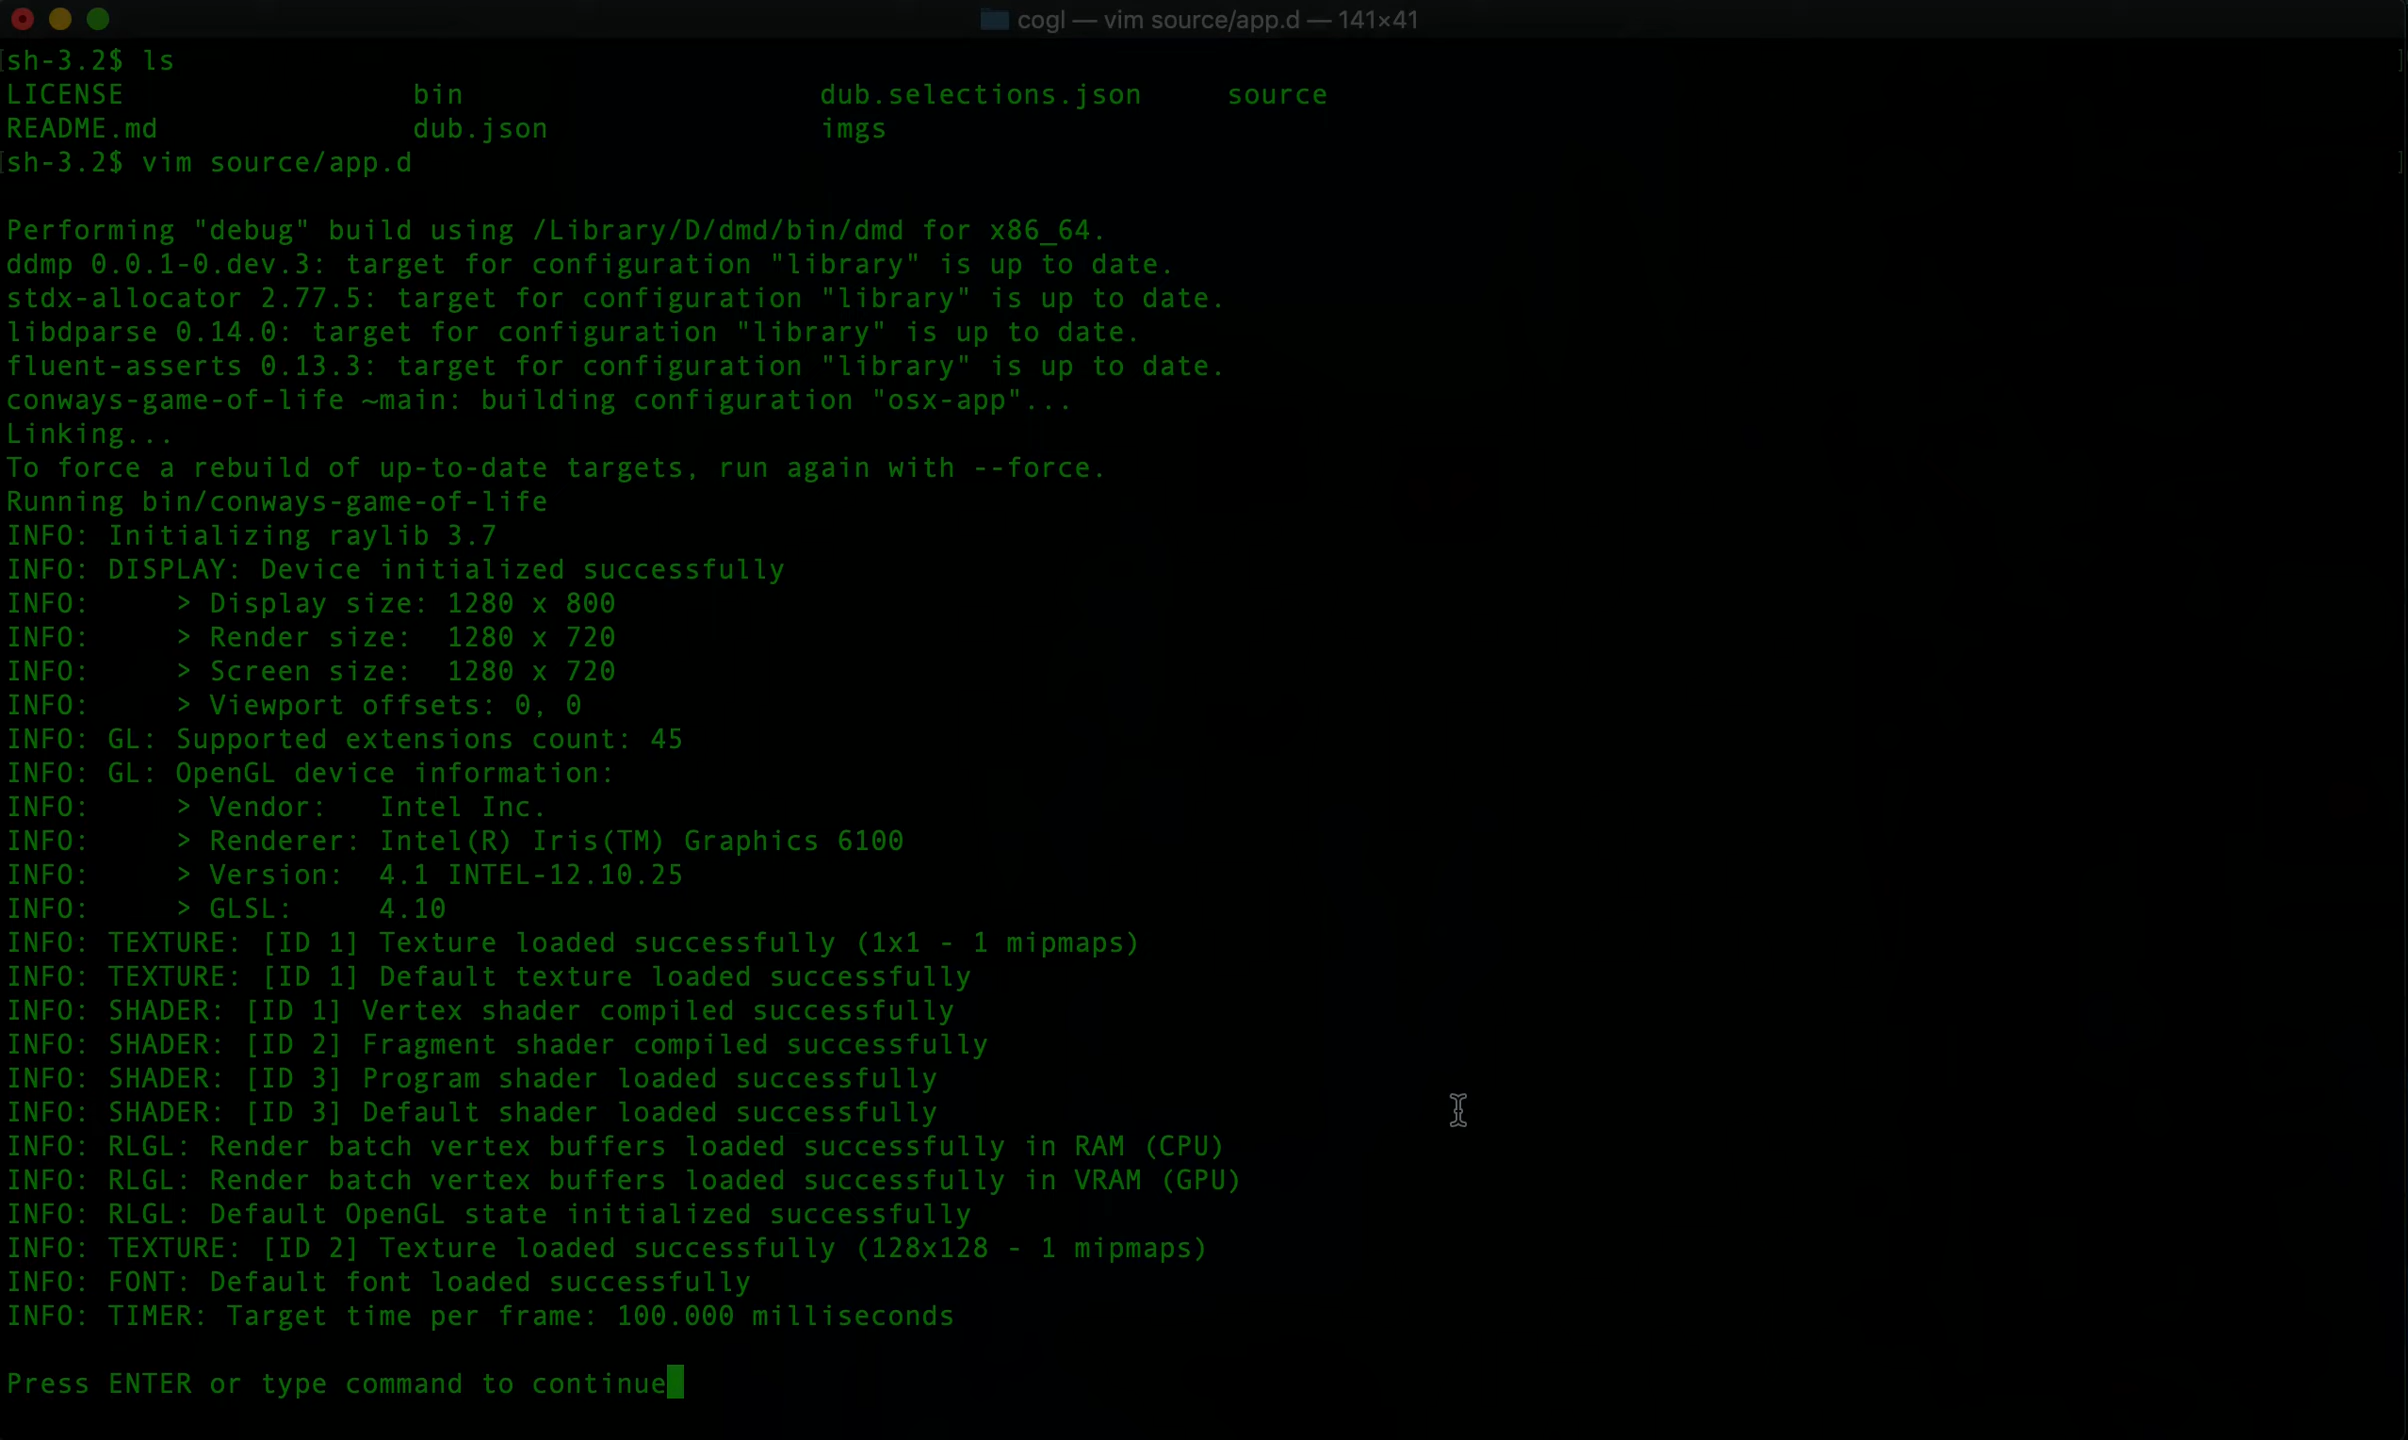 cogl — vim source/app.d — 141×41
sh-3.2$ ls
LICENSE bin dub.selections.json source
README.md dub.json imgs
sh-3.2$ vim source/app.d
Performing "debug" build using /Library/D/dmd/bin/dmd for x86_64.
ddmp 0.0.1-0.dev.3: target for configuration "library" is up to date.
stdx-allocator 2.77.5: target for configuration "library" is up to date.
libdparse 0.14.0: target for configuration "library" is up to date.
fluent-asserts 0.13.3: target for configuration "library" is up to date.
conways-game-of-life ~main: building configuration "osx-app"...
Linking...
To force a rebuild of up-to-date targets, run again with --force.
Running bin/conways-game-of-life
INFO: Initializing raylib 3.7
INFO: DISPLAY: Device initialized successfully
INFO:     > Display size: 1280 x 800
INFO:     > Render size:  1280 x 720
INFO:     > Screen size:  1280 x 720
INFO:     > Viewport offsets: 0, 0
INFO: GL: Supported extensions count: 45
INFO: GL: OpenGL device information:
INFO:     > Vendor:   Intel Inc.
INFO:     > Renderer: Intel(R) Iris(TM) Graphics 6100
INFO:     > Version:  4.1 INTEL-12.10.25
INFO:     > GLSL:     4.10
INFO: TEXTURE: [ID 1] Texture loaded successfully (1x1 - 1 mipmaps)
INFO: TEXTURE: [ID 1] Default texture loaded successfully
INFO: SHADER: [ID 1] Vertex shader compiled successfully
INFO: SHADER: [ID 2] Fragment shader compiled successfully
INFO: SHADER: [ID 3] Program shader loaded successfully
INFO: SHADER: [ID 3] Default shader loaded successfully
INFO: RLGL: Render batch vertex buffers loaded successfully in RAM (CPU)
INFO: RLGL: Render batch vertex buffers loaded successfully in VRAM (GPU)
INFO: RLGL: Default OpenGL state initialized successfully
INFO: TEXTURE: [ID 2] Texture loaded successfully (128x128 - 1 mipmaps)
INFO: FONT: Default font loaded successfully
INFO: TIMER: Target time per frame: 100.000 milliseconds
Press ENTER or type command to continue